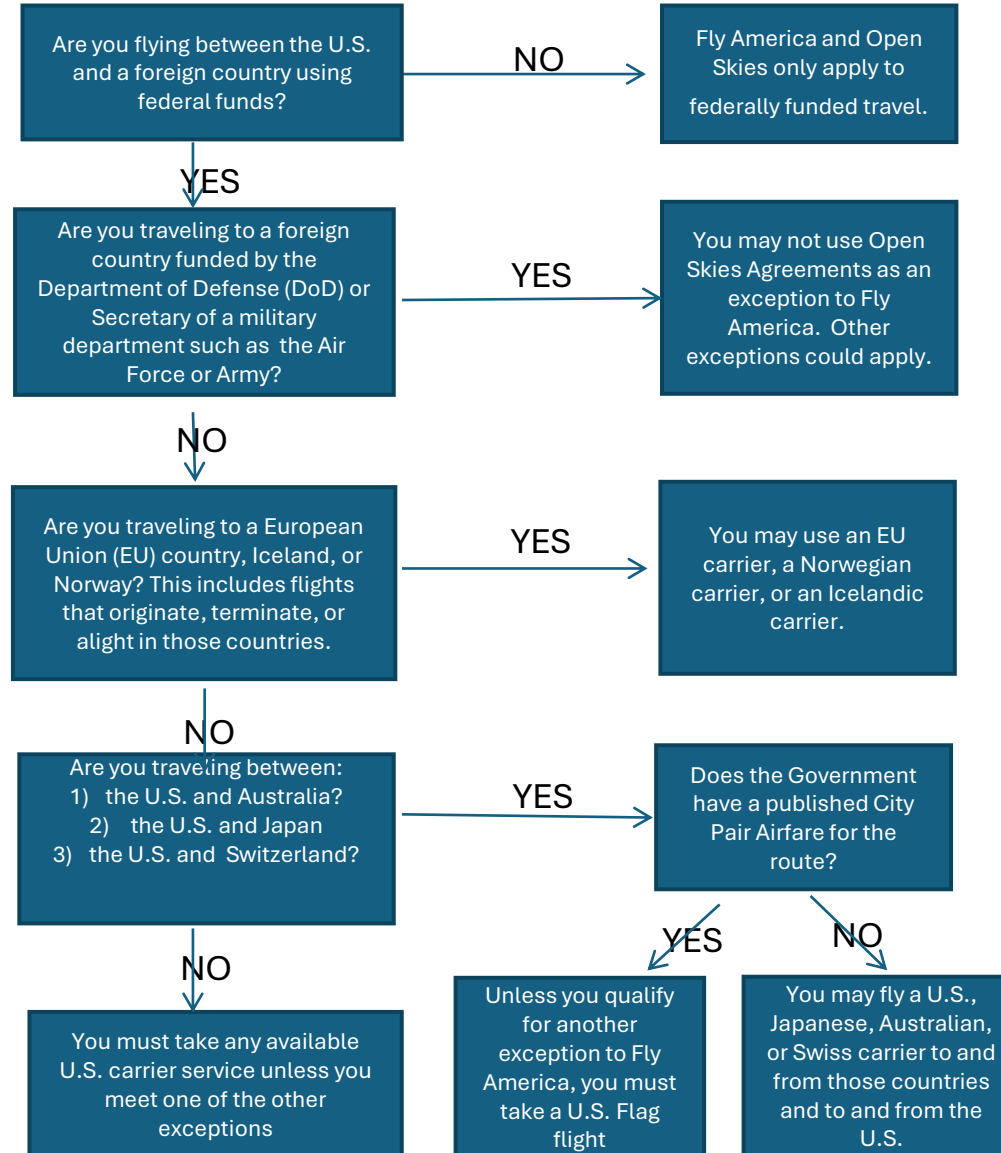 Are you flying between the U.S.
and a foreign country using
federal funds?
NO
Fly America and Open
Skies only apply to
federally funded travel.
YES
Are you traveling to a foreign
country funded by the
Department of Defense (DoD) or
Secretary of a military
department such as the Air
Force or Army?
YES
You may not use Open
Skies Agreements as an
exception to Fly
America. Other
exceptions could apply.
NO
Are you traveling to a European
Union (EU) country, Iceland, or
Norway? This includes flights
that originate, terminate, or
alight in those countries.
YES
You may use an EU
carrier, a Norwegian
carrier, or an Icelandic
carrier.
NO
Are you traveling between:
1) the U.S. and Australia?
2) the U.S. and Japan
3) the U.S. and Switzerland?
YES
Does the Government
have a published City
Pair Airfare for the
route?
NO
You must take any available
U.S. carrier service unless you
meet one of the other
exceptions
YES
Unless you qualify
for another
exception to Fly
America, you must
take a U.S. Flag
flight
NO
You may fly a U.S.,
Japanese, Australian,
or Swiss carrier to and
from those countries
and to and from the
U.S.